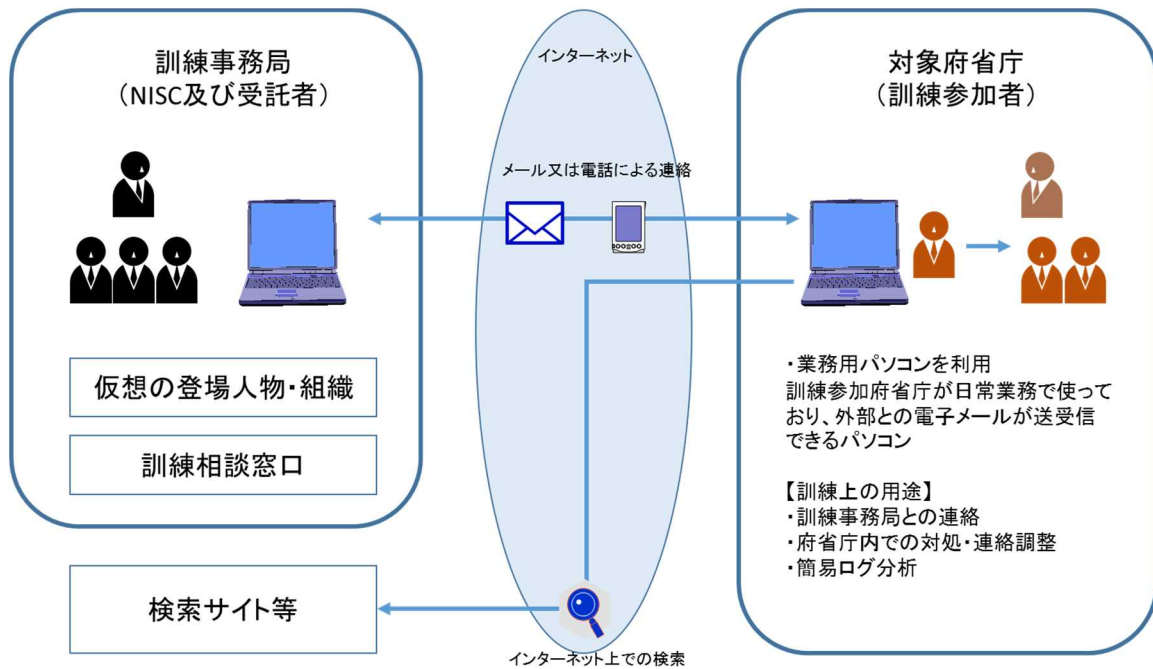 訓練事務局
（NISC及び受託者）
仮想の登場人物・組織
訓練相談窓口
検索サイト等
インターネット
メール又は電話による連絡
インターネット上での検索
対象府省庁
（訓練参加者）
・業務用パソコンを利用
訓練参加府省庁が日常業務で使って
おり、外部との電子メールが送受信
できるパソコン
【訓練上の用途】
・訓練事務局との連絡
・府省庁内での対処・連絡調整
・簡易ログ分析